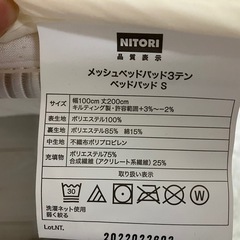 NITORI
品質表示
メッシュベッドパッド3テン
ベッドパッド S
サイズ 幅100cm 丈200cm
キルティング製・許容範囲+3%~-2%
表生地 ポリエステル100%
裏生地 ポリエステル85% 綿15%
中生地 不織布ポリプロピレン
充填物 ポリエステル75%
合成繊維(アクリレート系繊維)25%
取り扱い表示
30
洗濯ネット使用
弱く絞る
Lot.NT.